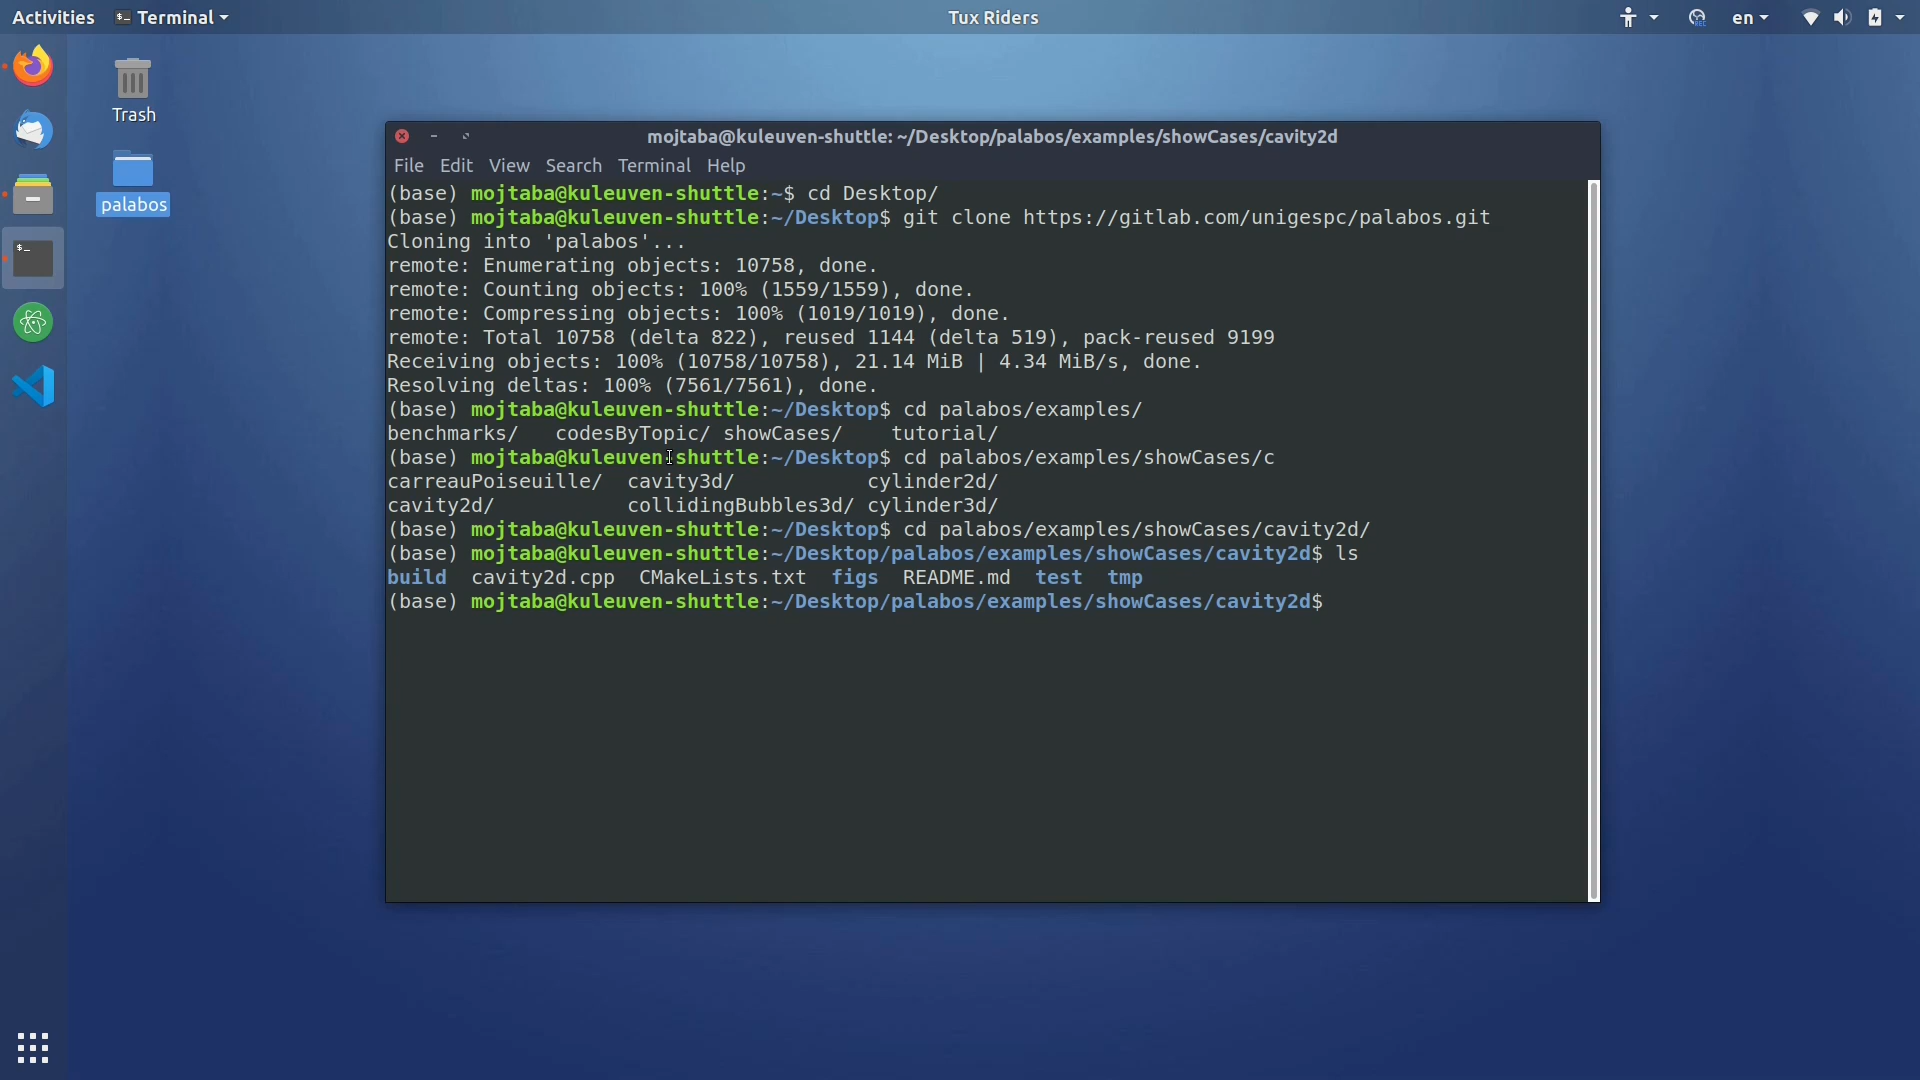 Activities
Terminal
Tux Riders
en
Trash
palabos
mojtaba@kuleuven-shuttle: ~/Desktop/palabos/examples/showCases/cavity2d
File Edit View Search Terminal Help
(base) mojtaba@kuleuven-shuttle:~$ cd Desktop/
(base) mojtaba@kuleuven-shuttle:~/Desktop$ git clone https://gitlab.com/unigespc/palabos.git
Cloning into 'palabos'...
remote: Enumerating objects: 10758, done.
remote: Counting objects: 100% (1559/1559), done.
remote: Compressing objects: 100% (1019/1019), done.
remote: Total 10758 (delta 822), reused 1144 (delta 519), pack-reused 9199
Receiving objects: 100% (10758/10758), 21.14 MiB | 4.34 MiB/s, done.
Resolving deltas: 100% (7561/7561), done.
(base) mojtaba@kuleuven-shuttle:~/Desktop$ cd palabos/examples/
benchmarks/ codesByTopic/ showCases/ tutorial/
(base) mojtaba@kuleuven-shuttle:~/Desktop$ cd palabos/examples/showCases/c
carreauPoiseuille/ cavity3d/ cylinder2d/
cavity2d/ collidingBubbles3d/ cylinder3d/
(base) mojtaba@kuleuven-shuttle:~/Desktop$ cd palabos/examples/showCases/cavity2d/
(base) mojtaba@kuleuven-shuttle:~/Desktop/palabos/examples/showCases/cavity2d$ ls
build cavity2d.cpp CMakeLists.txt figs README.md test tmp
(base) mojtaba@kuleuven-shuttle:~/Desktop/palabos/examples/showCases/cavity2d$